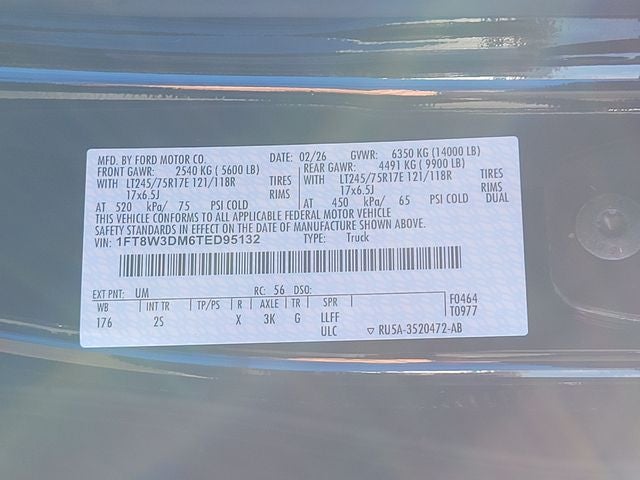 MFD. BY FORD MOTOR CO. DATE: 02/26 GVWR: 6350 KG (14000 LB)
FRONT GAWR: 2540 KG (5600 LB) REAR GAWR: 4491 KG (9900 LB)
WITH LT245/75R17E 121/118R TIRES WITH LT245/75R17E 121/118R TIRES
17x6.5J RIMS 17x6.5J RIMS
AT 520 kPa/ 75 PSI COLD AT 450 kPa/ 65 PSI COLD DUAL
THIS VEHICLE CONFORMS TO ALL APPLICABLE FEDERAL MOTOR VEHICLE
SAFETY STANDARDS IN EFFECT ON THE DATE OF MANUFACTURE SHOWN ABOVE.
VIN: 1FT8W3DM6TED95132 TYPE: Truck
EXT PNT: UM RC: 56 DSO:
WB INT TR TP/PS R AXLE TR SPR F0464
176 2S X 3K G LLFF T0977
ULC ▽ RU5A-3520472-AB